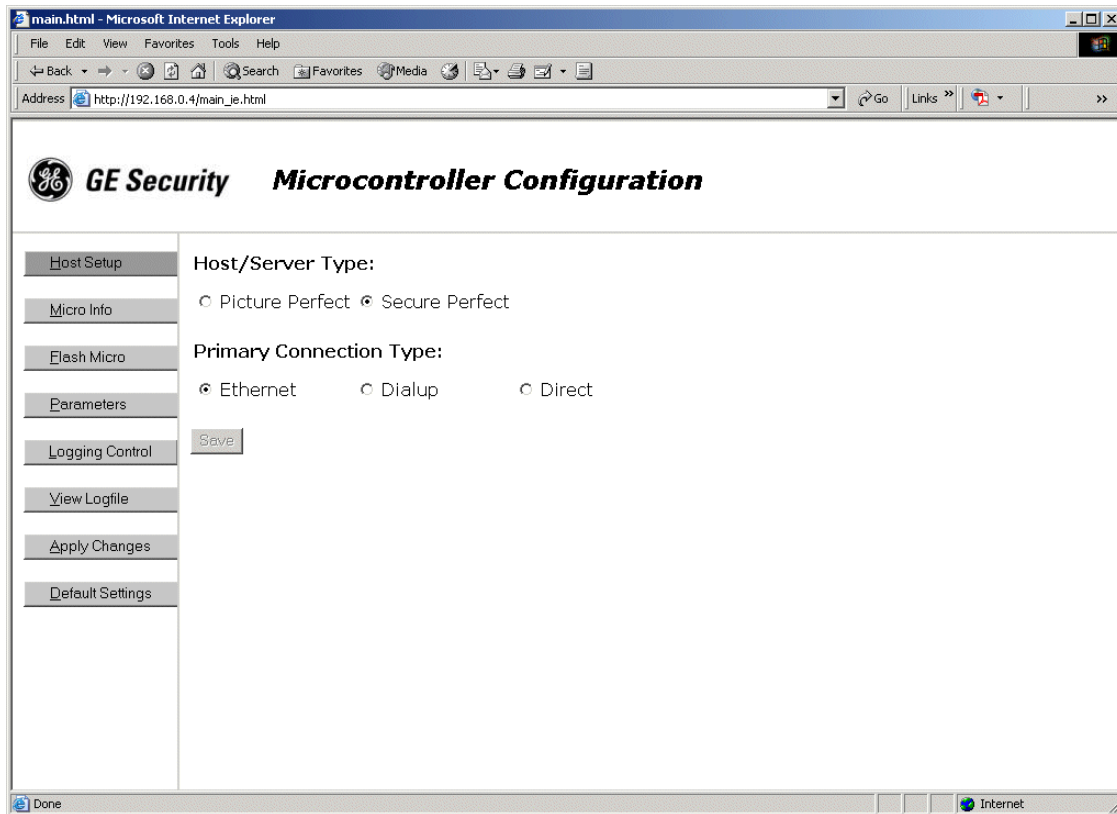 main.html - Microsoft Internet Explorer
File Edit View Favorites Tools Help
Back Search Favorites Media
Address http://192.168.0.4/main_ie.html Go Links »  »
GE Security Microcontroller Configuration
Host Setup
Host/Server Type:
Picture Perfect Secure Perfect
Micro Info
Primary Connection Type:
Flash Micro
Ethernet Dialup Direct
Parameters
Save
Logging Control
View Logfile
Apply Changes
Default Settings
Done Internet